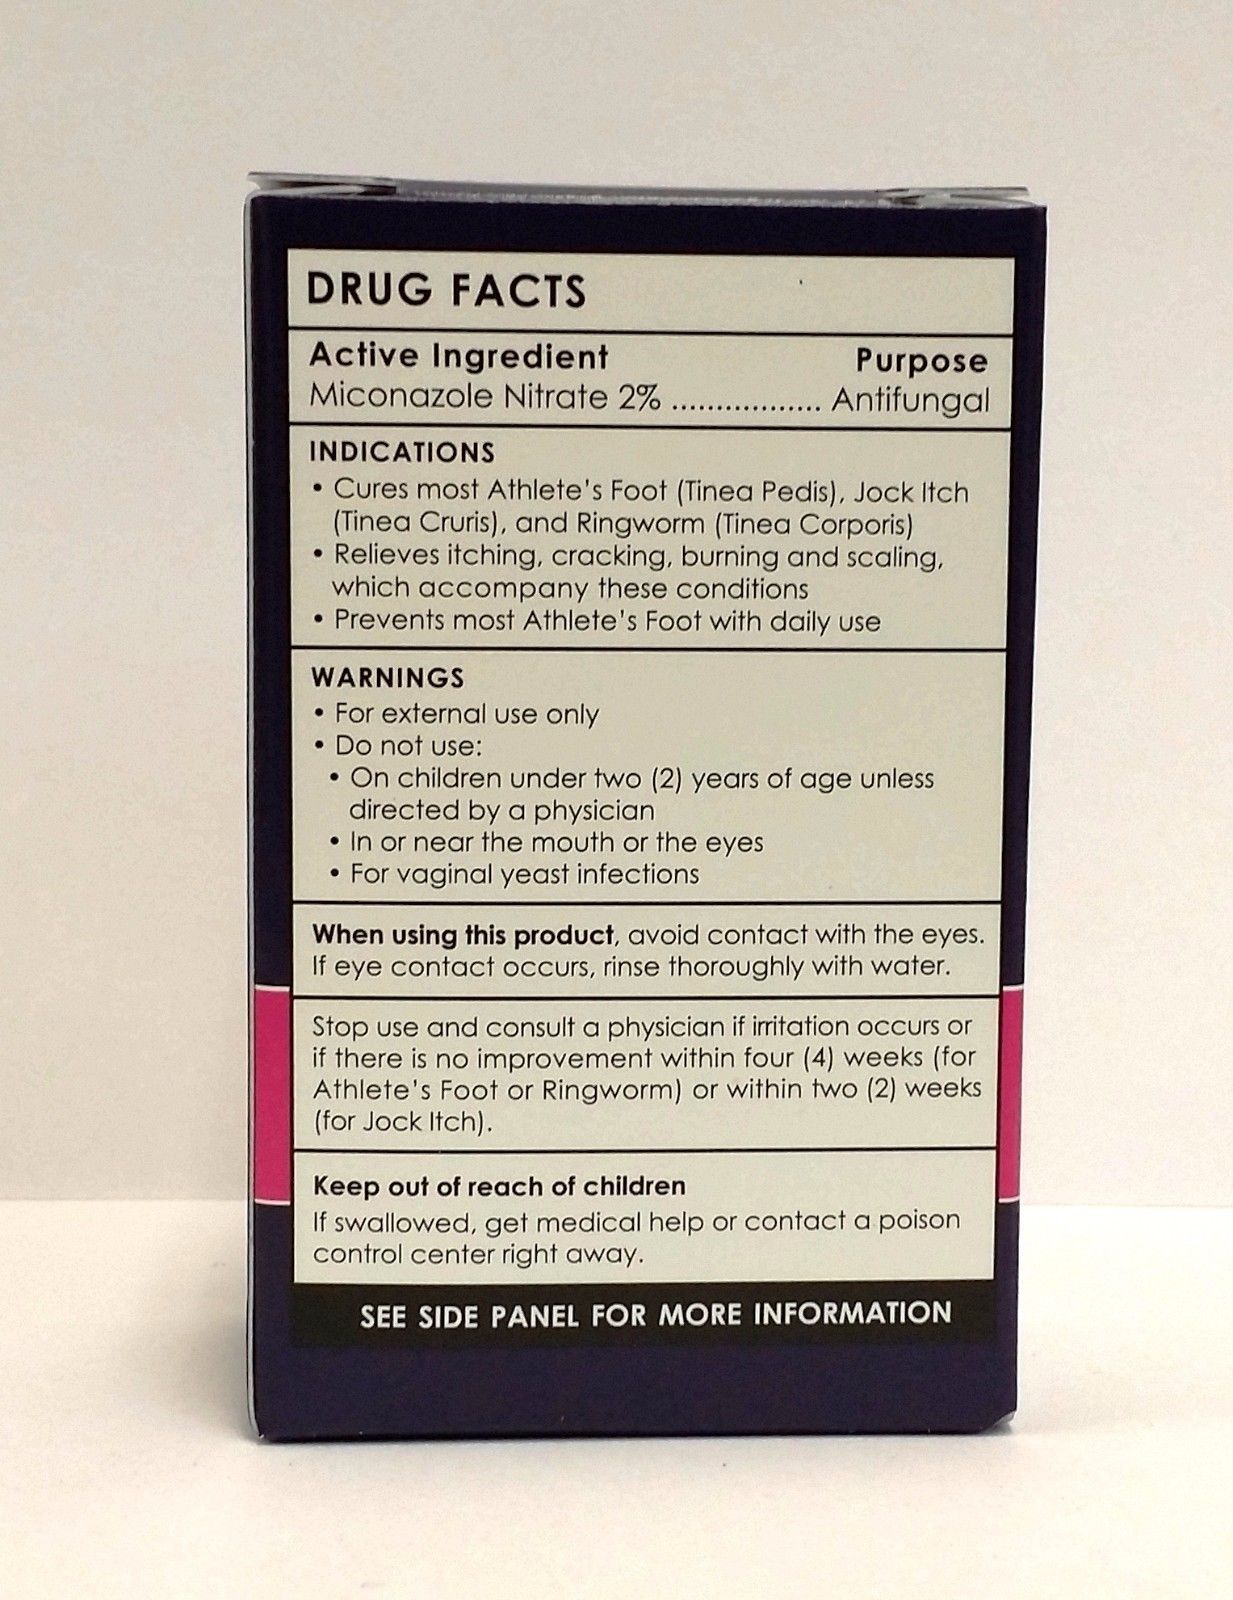 DRUG FACTS
Active Ingredient Purpose
Miconazole Nitrate 2% ................. Antifungal
INDICATIONS
• Cures most Athlete's Foot (Tinea Pedis), Jock Itch
(Tinea Cruris), and Ringworm (Tinea Corporis)
• Relieves itching, cracking, burning and scaling,
which accompany these conditions
• Prevents most Athlete's Foot with daily use
WARNINGS
• For external use only
• Do not use:
• On children under two (2) years of age unless
directed by a physician
• In or near the mouth or the eyes
• For vaginal yeast infections
When using this product, avoid contact with the eyes.
If eye contact occurs, rinse thoroughly with water.
Stop use and consult a physician if irritation occurs or
if there is no improvement within four (4) weeks (for
Athlete's Foot or Ringworm) or within two (2) weeks
(for Jock Itch).
Keep out of reach of children
If swallowed, get medical help or contact a poison
control center right away.
SEE SIDE PANEL FOR MORE INFORMATION